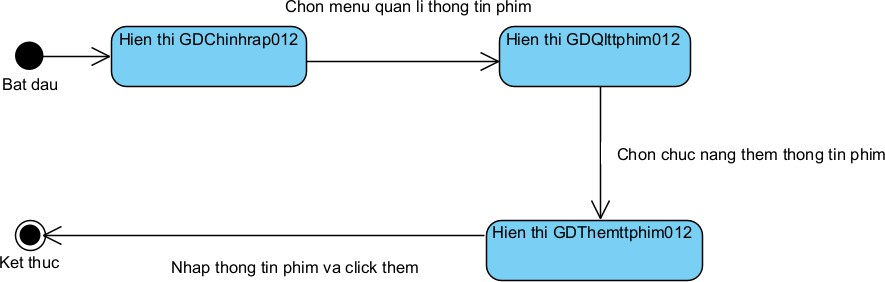 Chon menu quan li thong tin phim
Hien thi GDChinhrap012
Hien thi GDQlttphim012
Bat dau
Chon chuc nang them thong tin phim
Hien thi GDThemttphim012
Ket thuc
Nhap thong tin phim va click them